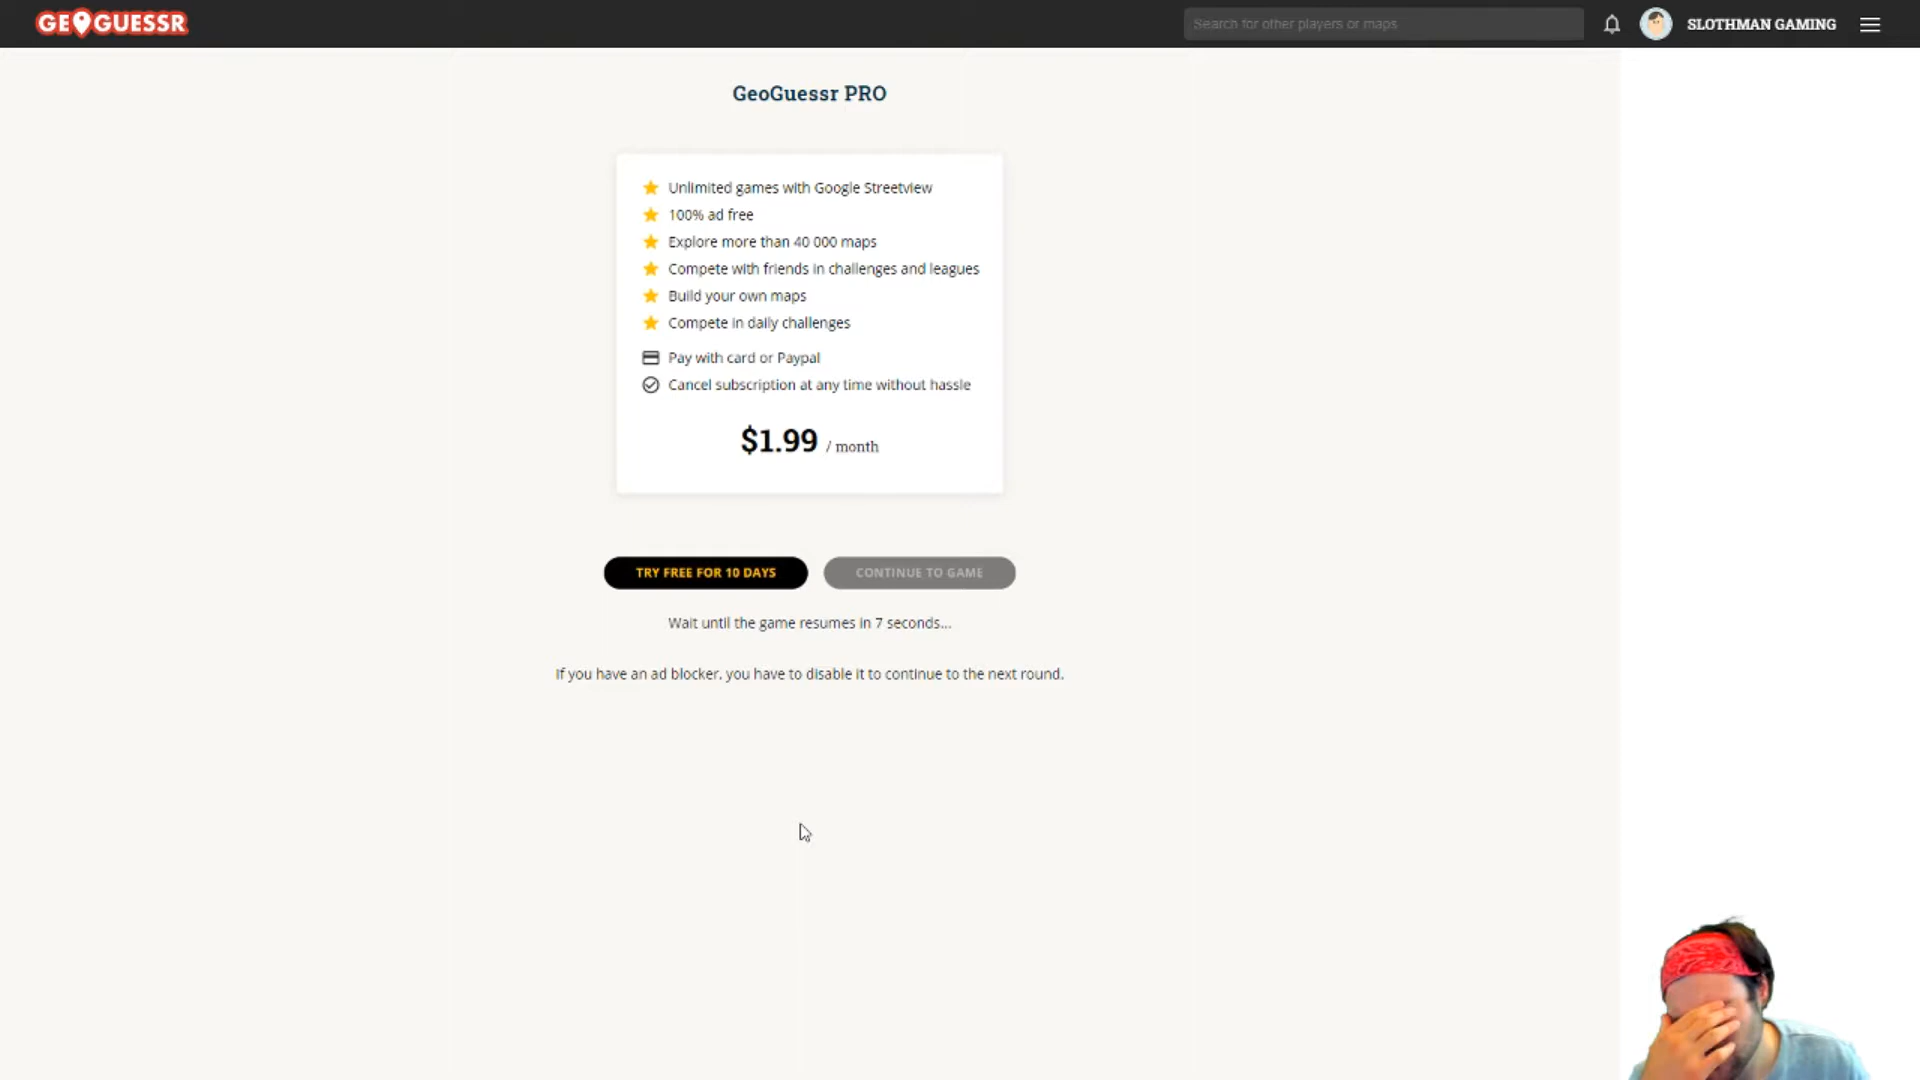 GEOGUESSR
Search for other players or maps
SLOTHMAN GAMING
GeoGuessr PRO
Unlimited games with Google Streetview
100% ad free
Explore more than 40 000 maps
Compete with friends in challenges and leagues
Build your own maps
Compete in daily challenges
Pay with card or Paypal
Cancel subscription at any time without hassle
$1.99 / month
TRY FREE FOR 10 DAYS
CONTINUE TO GAME
Wait until the game resumes in 7 seconds...
If you have an ad blocker, you have to disable it to continue to the next round.